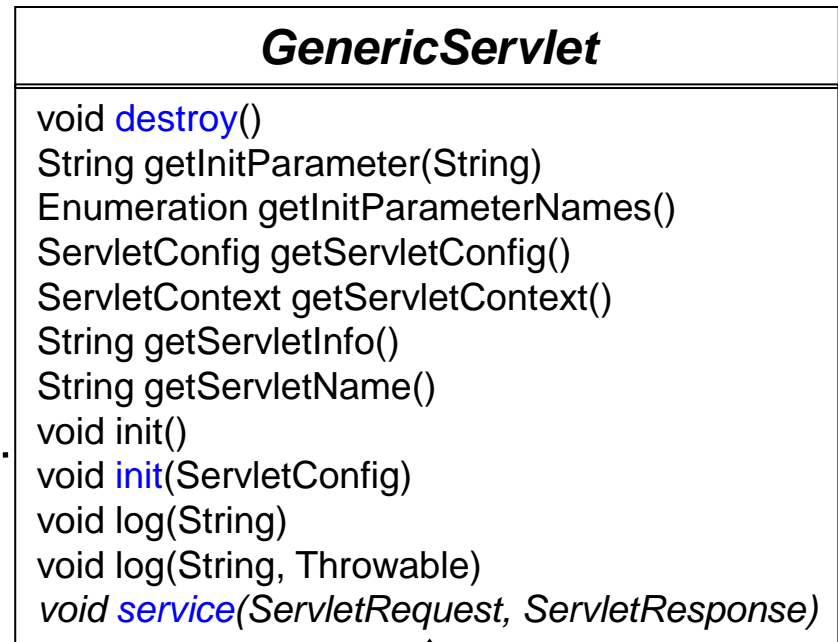 GenericServlet
void destroy()
String getInitParameter(String)
Enumeration getInitParameterNames()
ServletConfig getServletConfig()
ServletContext getServletContext()
String getServletInfo()
String getServletName()
void init()
void init(ServletConfig)
void log(String)
void log(String, Throwable)
void service(ServletRequest, ServletResponse)